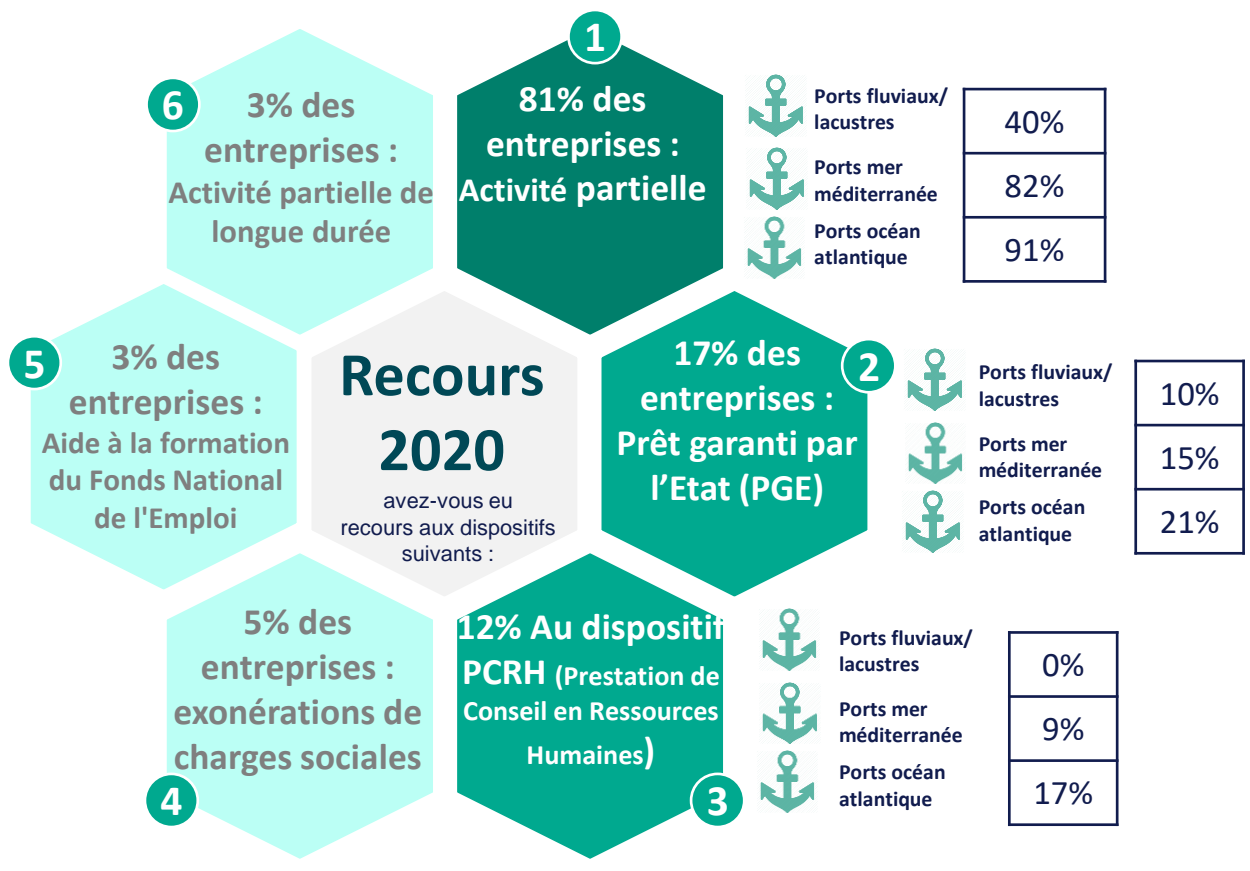 Recours
2020
avez-vous eu
recours aux dispositifs
suivants :
1
81% des
entreprises :
Activité partielle
Ports fluviaux/
lacustres
40%
Ports mer
méditerranée
82%
Ports océan
atlantique
91%
2
17% des
entreprises :
Prêt garanti par
l’Etat (PGE)
Ports fluviaux/
lacustres
10%
Ports mer
méditerranée
15%
Ports océan
atlantique
21%
3
12% Au dispositif
PCRH (Prestation de
Conseil en Ressources
Humaines)
Ports fluviaux/
lacustres
0%
Ports mer
méditerranée
9%
Ports océan
atlantique
17%
4
5% des
entreprises :
exonérations de
charges sociales
5
3% des
entreprises :
Aide à la formation
du Fonds National
de l'Emploi
6
3% des
entreprises :
Activité partielle de
longue durée